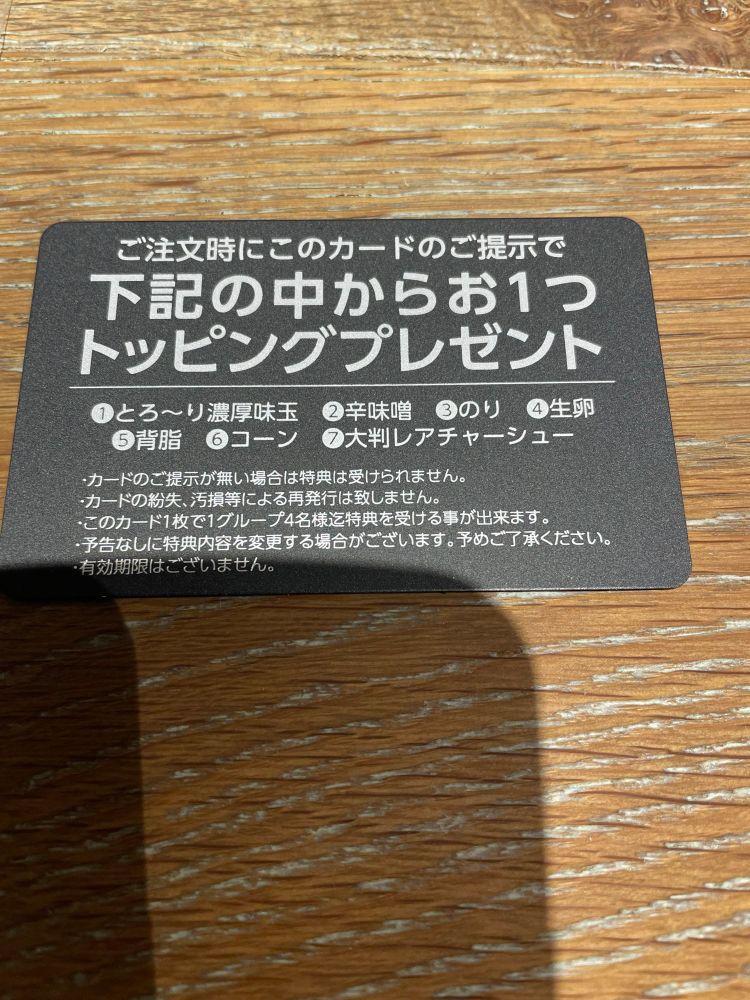 ご注文時にこのカードのご提示で
下記の中からお1つ
トッピングプレゼント
❶とろ〜り濃厚味玉 ❷辛味噌 ❸のり ❹生卵
❺背脂 ❻コーン ❼大判レアチャーシュー
・カードのご提示が無い場合は特典は受けられません。
・カードの紛失、汚損等による再発行は致しません。
・このカード1枚で1グループ4名様迄特典を受ける事が出来ます。
・予告なしに特典内容を変更する場合がございます。予めご了承ください。
・有効期限はございません。